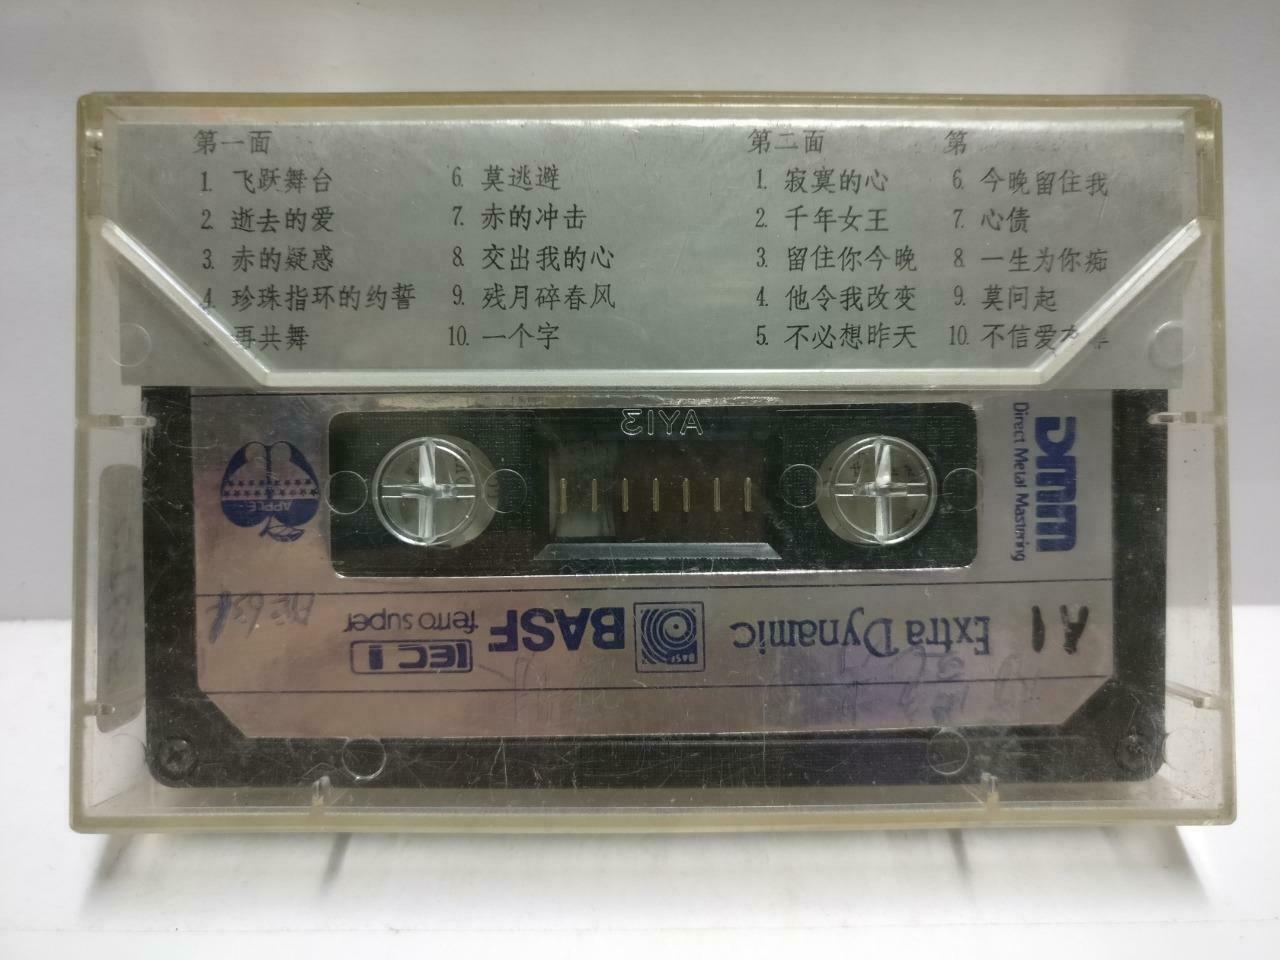 第一面
1. 飞跃舞台
2. 逝去的爱
3. 赤的疑惑
4. 珍珠指环的约誓
再共舞
6. 莫逃避
7. 赤的冲击
8. 交出我的心
9. 残月碎春风
10. 一个字
第二面
1. 寂寞的心
2. 千年女王
3. 留住你今晚
4. 他令我改变
5. 不必想昨天
第
6. 今晚留住我
7. 心债
8. 一生为你痴
9. 莫问起
10. 不信爱
AY13
APPLE
DMM
Direct Metal Mastering
A1
Extra Dynamic
BASF
BASF
ferro super
IEC I